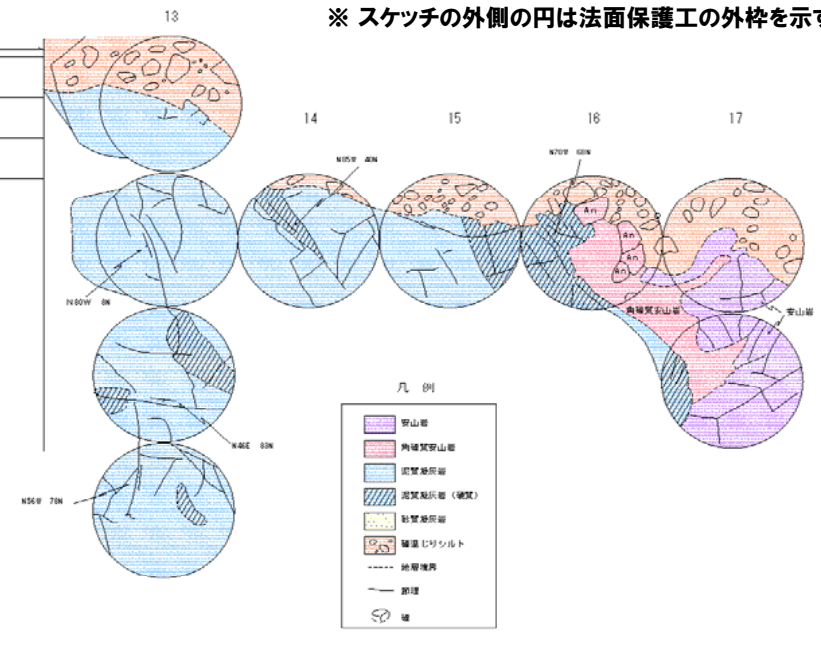 ※ スケッチの外側の円は法面保護工の外枠を示す
13
14
15
16
17
N85W 40N
N70W 60N
An
An
An
An
N80W 8N
角礫質安山岩
安山岩
N46E 83N
N56W 78N
凡 例
安山岩
角礫質安山岩
泥質凝灰岩
泥質凝灰岩（硬質）
砂質凝灰岩
礫混じりシルト
地層境界
節理
礫